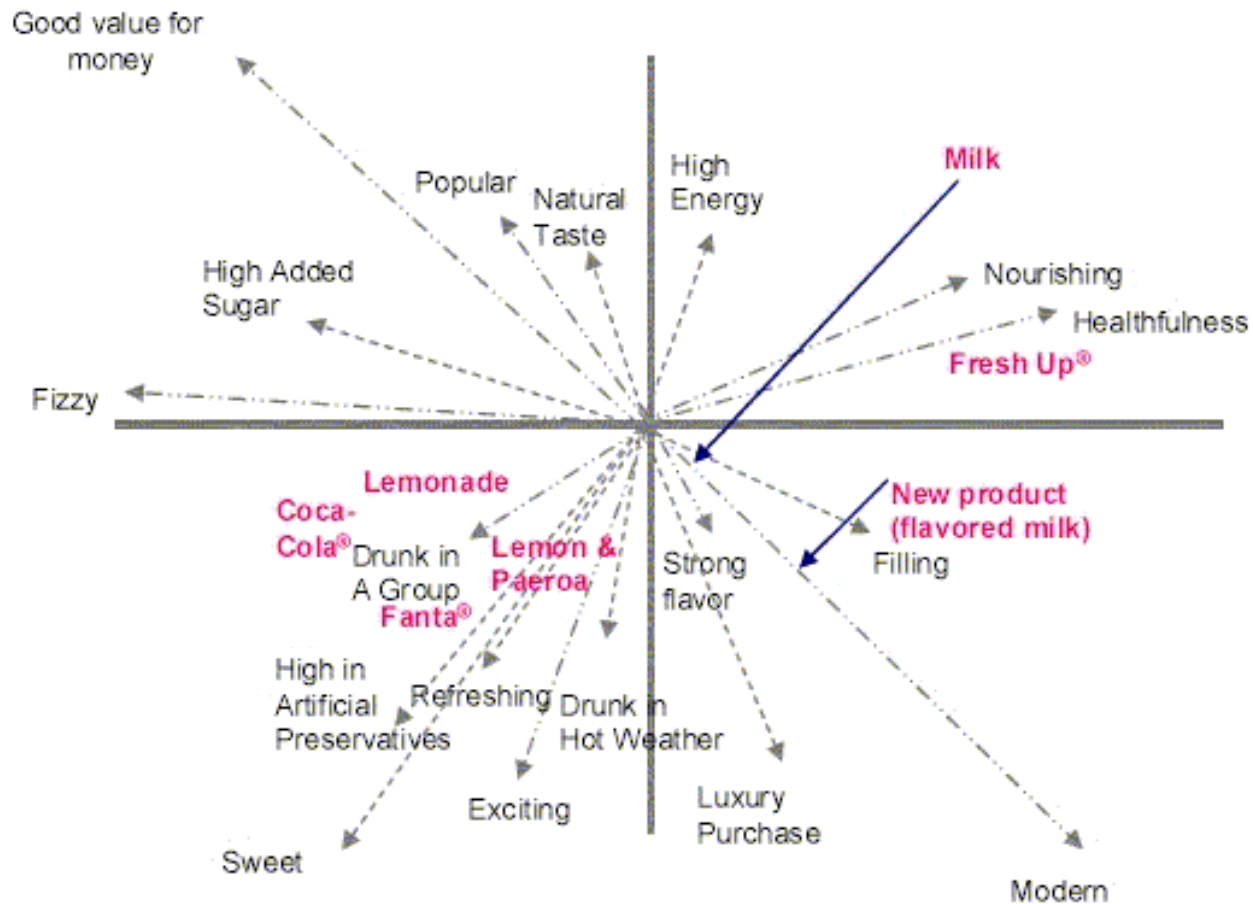 Good value for
money
Popular
Natural
Taste
High
Energy
Milk
High Added
Sugar
Nourishing
Healthfulness
Fresh Up®
Fizzy
Lemonade
Coca-
Cola®
Drunk in
A Group
Fanta®
Lemon &
Paeroa
Strong
flavor
New product
(flavored milk)
Filling
High in
Artificial
Preservatives
Refreshing
Drunk in
Hot Weather
Exciting
Luxury
Purchase
Sweet
Modern